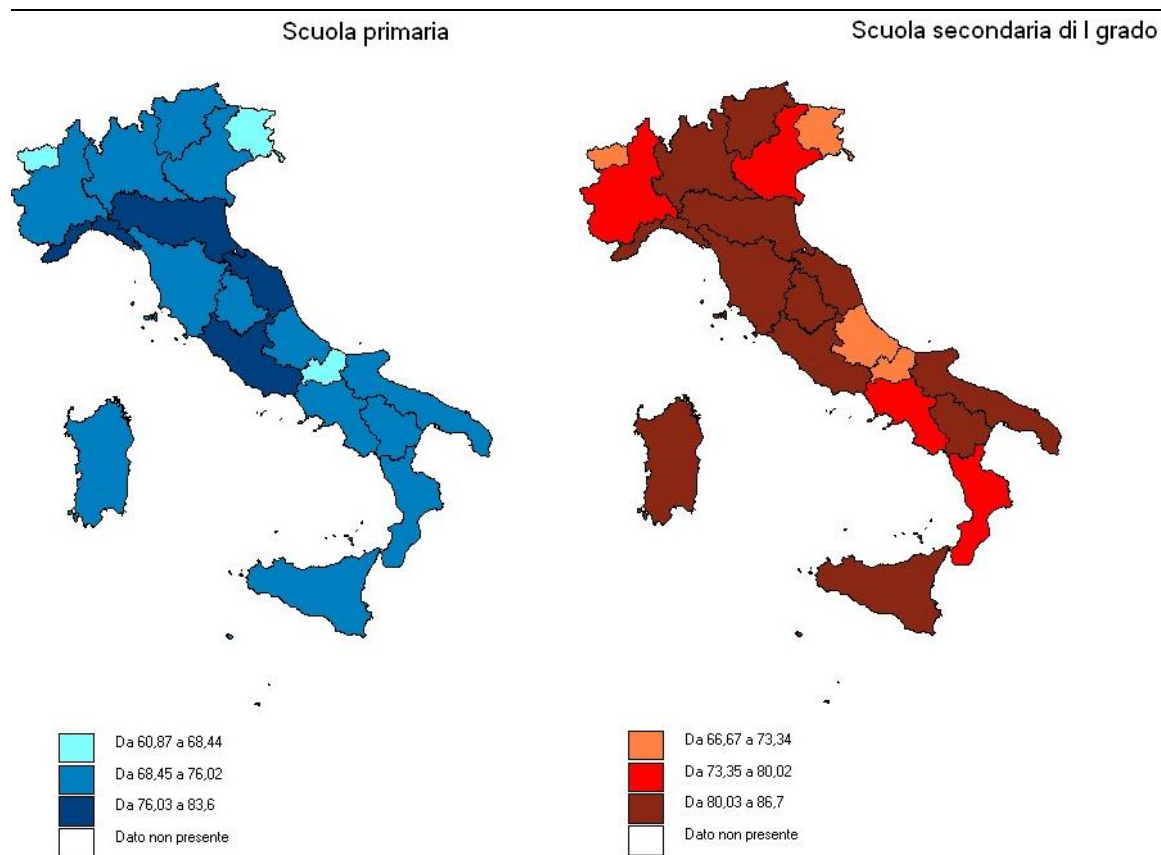 Scuola primaria
Scuola secondaria di I grado
Da 60,87 a 68,44
Da 68,45 a 76,02
Da 76,03 a 83,6
Dato non presente
Da 66,67 a 73,34
Da 73,35 a 80,02
Da 80,03 a 86,7
Dato non presente